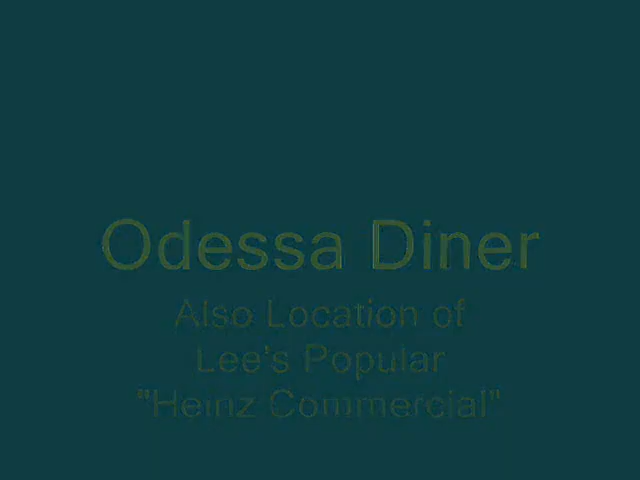 Odessa Diner
Also Location of
Lee's Popular
"Heinz Commercial"